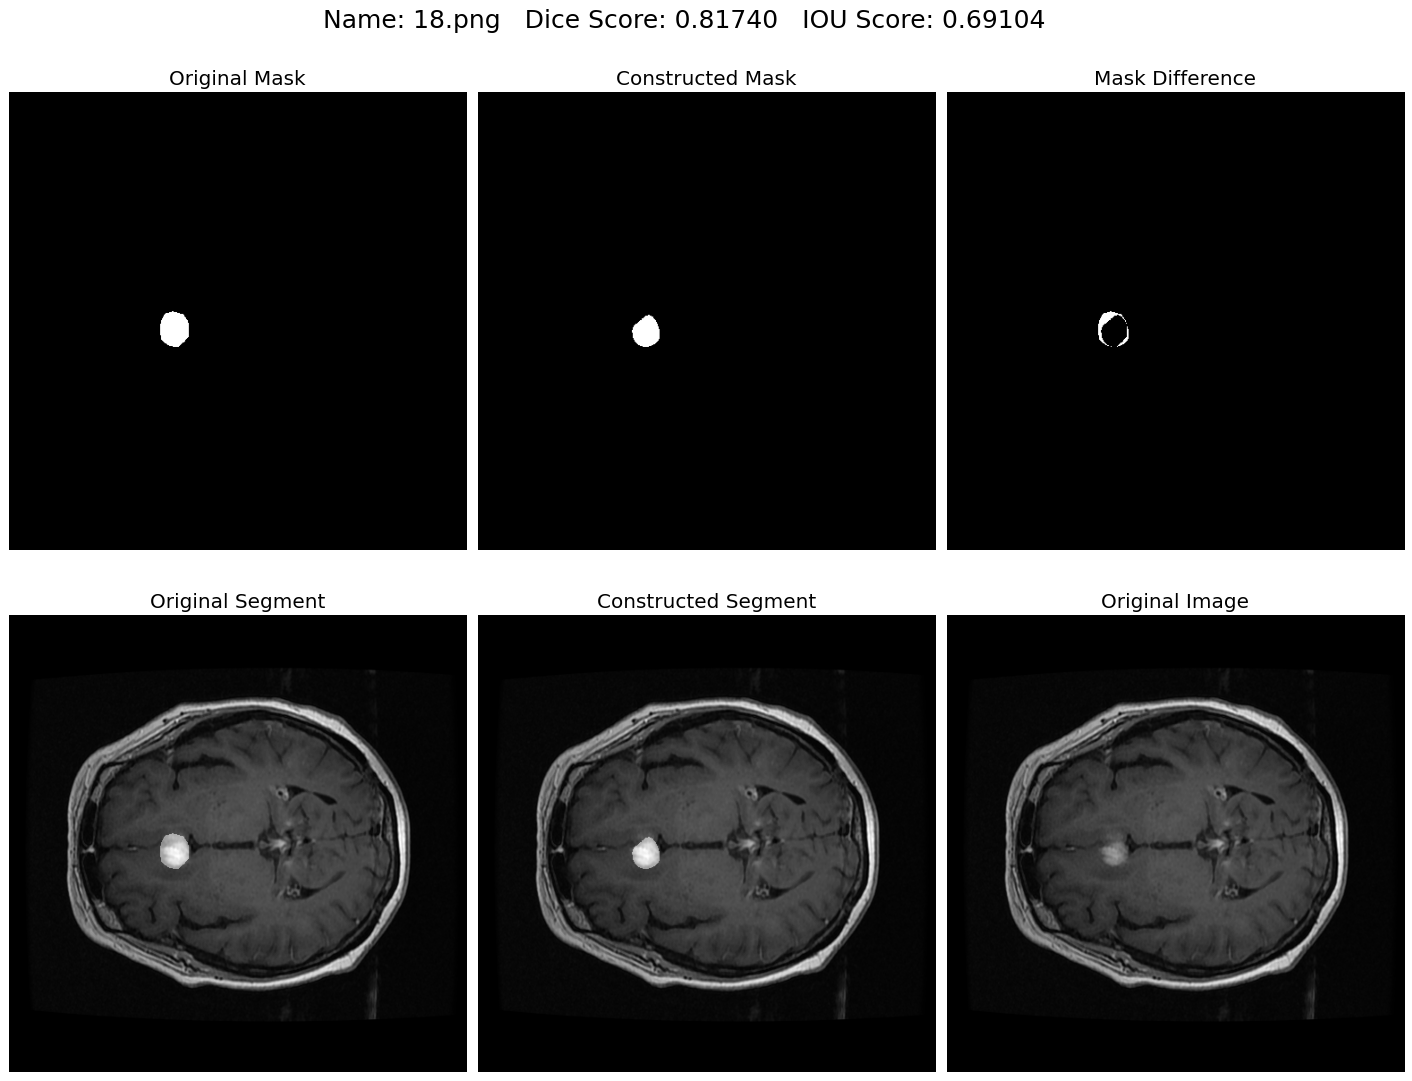 Name: 18.png   Dice Score: 0.81740   IOU Score: 0.69104
Original Mask
Constructed Mask
Mask Difference
Original Segment
Constructed Segment
Original Image